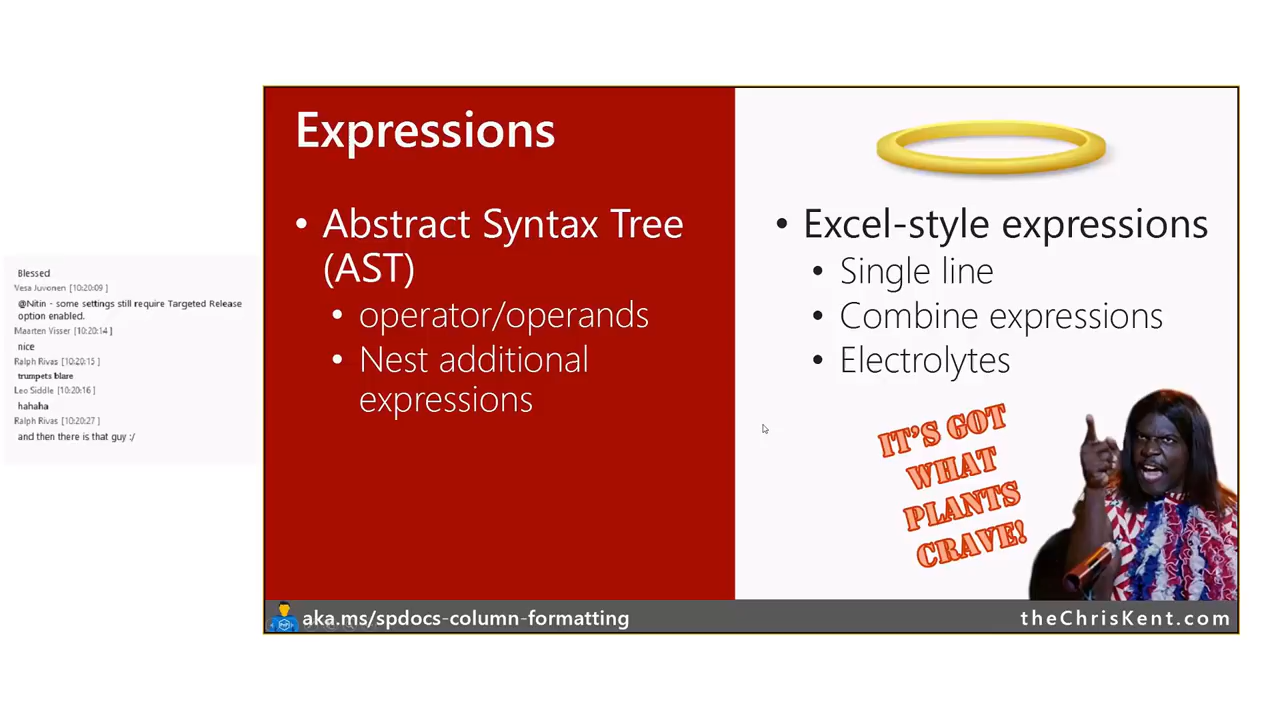 Blessed
Vesa Juvonen [10:20:09 ]
@Nitin - some settings still require Targeted Release
option enabled.
Maarten Visser [10:20:14 ]
nice
Ralph Rivas [10:20:15 ]
trumpets blare
Leo Siddle [10:20:16 ]
hahaha
Ralph Rivas [10:20:27 ]
and then there is that guy :/
Expressions
• Abstract Syntax Tree
(AST)
• operator/operands
• Nest additional
expressions
• Excel-style expressions
• Single line
• Combine expressions
• Electrolytes
IT'S GOT
WHAT
PLANTS
CRAVE!
aka.ms/spdocs-column-formatting
theChrisKent.com